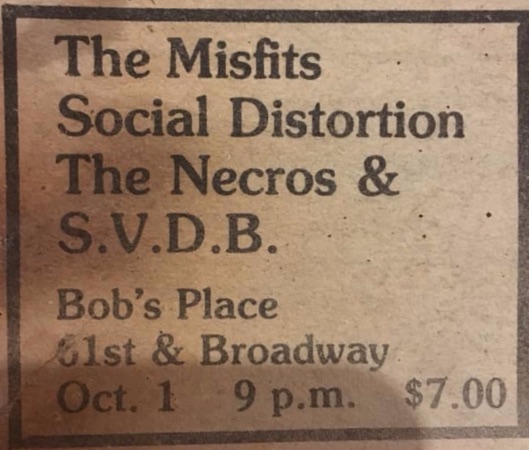 The Misfits
Social Distortion
The Necros &
S.V.D.B.
Bob's Place
61st & Broadway
Oct. 1 9 p.m. $7.00